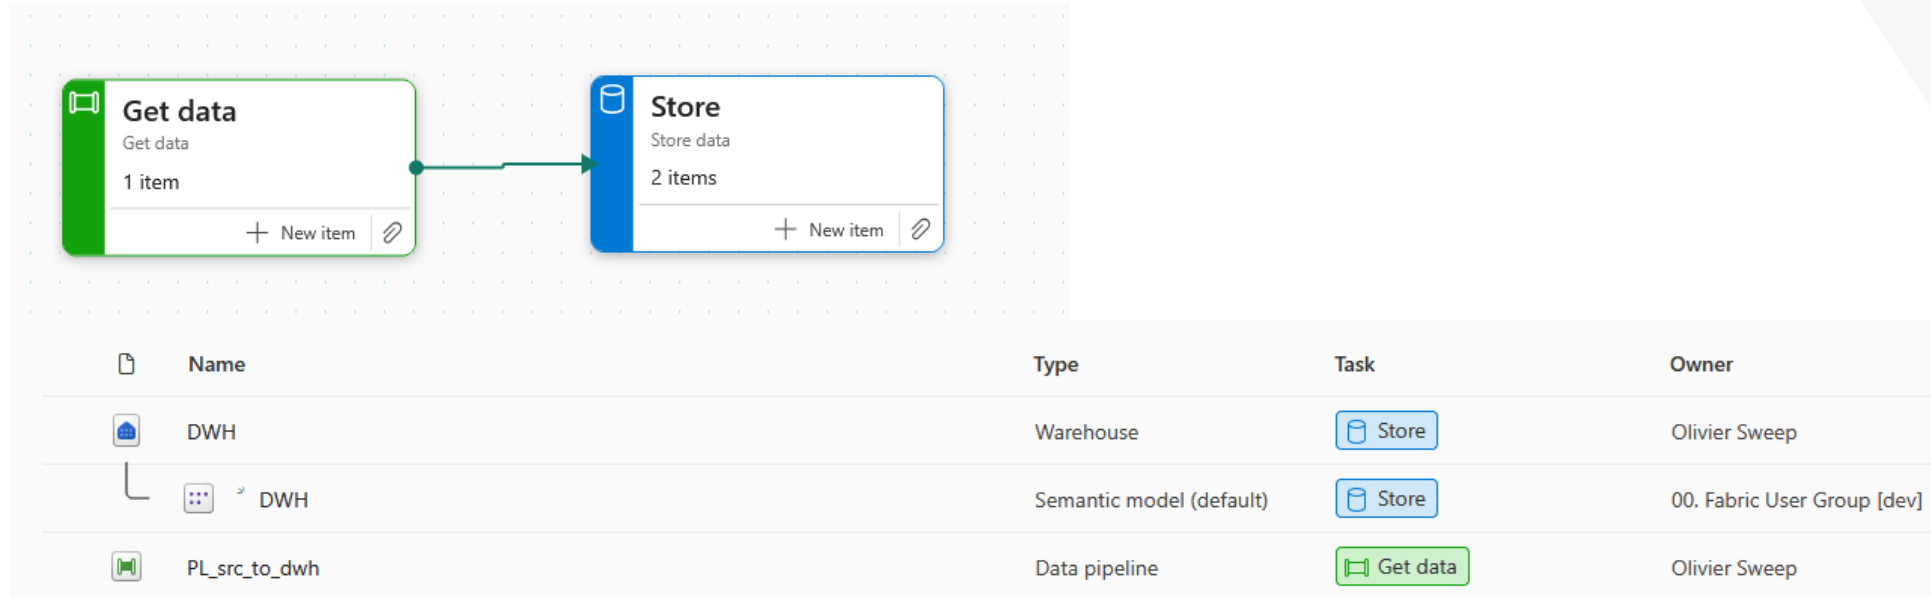 Get data
Get data
1 item
New item
Store
Store data
2 items
New item
Name Type Task Owner
DWH Warehouse Store Olivier Sweep
DWH Semantic model (default) Store 00. Fabric User Group [dev]
PL_src_to_dwh Data pipeline Get data Olivier Sweep